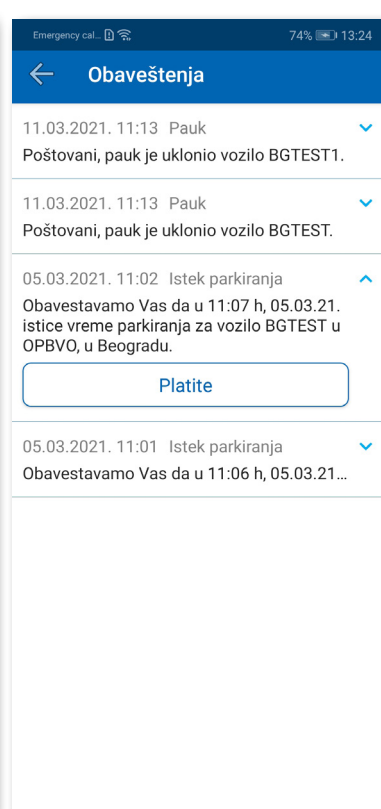 Emergency cal... 74% 13:24
Obaveštenja
11.03.2021. 11:13 Pauk
Poštovani, pauk je uklonio vozilo BGTEST1.
11.03.2021. 11:13 Pauk
Poštovani, pauk je uklonio vozilo BGTEST.
05.03.2021. 11:02 Istek parkiranja
Obavestavamo Vas da u 11:07 h, 05.03.21.
istice vreme parkiranja za vozilo BGTEST u
OPBVO, u Beogradu.
Platite
05.03.2021. 11:01 Istek parkiranja
Obavestavamo Vas da u 11:06 h, 05.03.21...